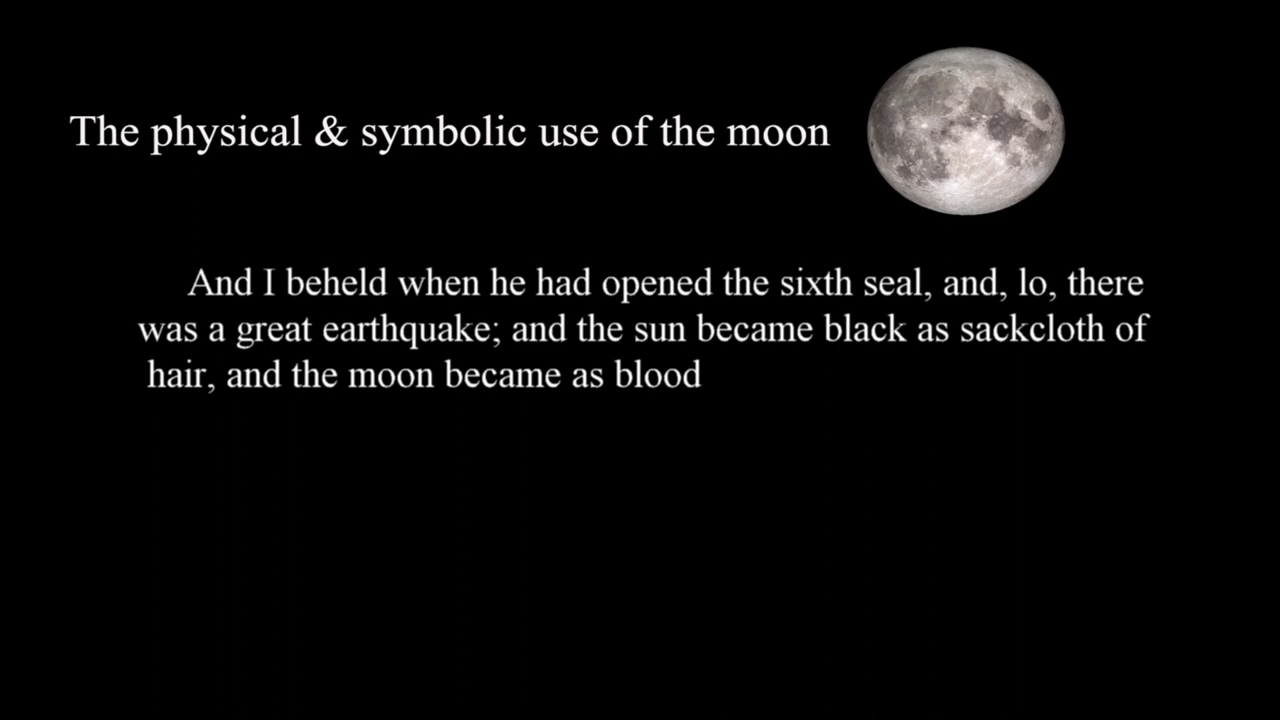 The physical & symbolic use of the moon
And I beheld when he had opened the sixth seal, and, lo, there
was a great earthquake; and the sun became black as sackcloth of
hair, and the moon became as blood